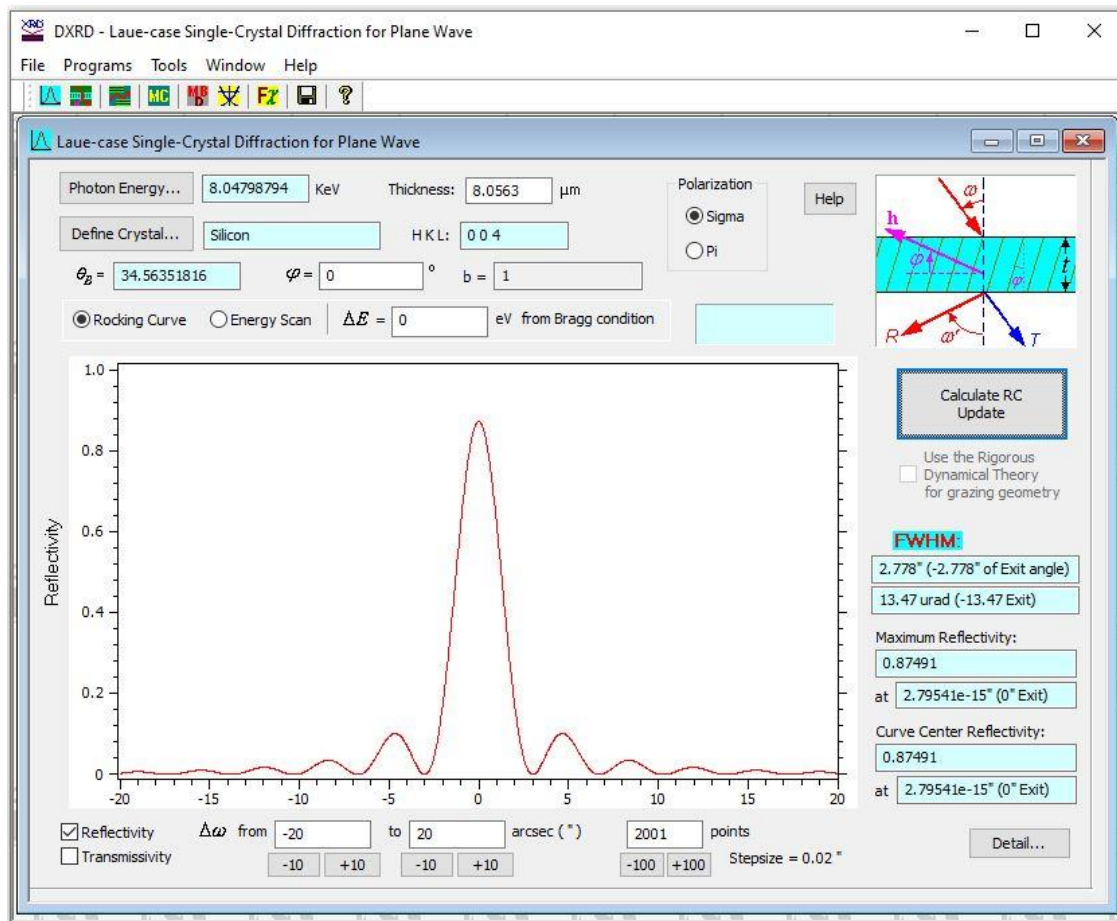 DXRD - Laue-case Single-Crystal Diffraction for Plane Wave
File Programs Tools Window Help
MC MB D Fχ ?
Laue-case Single-Crystal Diffraction for Plane Wave
Photon Energy... 8.04798794 KeV Thickness: 8.0563 μm Polarization Help
Sigma
Define Crystal... Silicon H K L: 0 0 4
Pi
θB = 34.56351816 φ = 0 ° b = 1
Rocking Curve Energy Scan ΔE = 0 eV from Bragg condition
ω h φ t φ R ω' T
Calculate RC
Update
Use the Rigorous
Dynamical Theory
for grazing geometry
FWHM:
2.778" (-2.778" of Exit angle)
13.47 urad (-13.47 Exit)
Maximum Reflectivity:
0.87491
at 2.79541e-15" (0" Exit)
Curve Center Reflectivity:
0.87491
at 2.79541e-15" (0" Exit)
Reflectivity
1.0
0.8
0.6
0.4
0.2
0
-20 -15 -10 -5 0 5 10 15 20
Reflectivity Δω from -20 to 20 arcsec ( " ) 2001 points
Transmissivity -10 +10 -10 +10 -100 +100 Stepsize = 0.02 "
Detail...